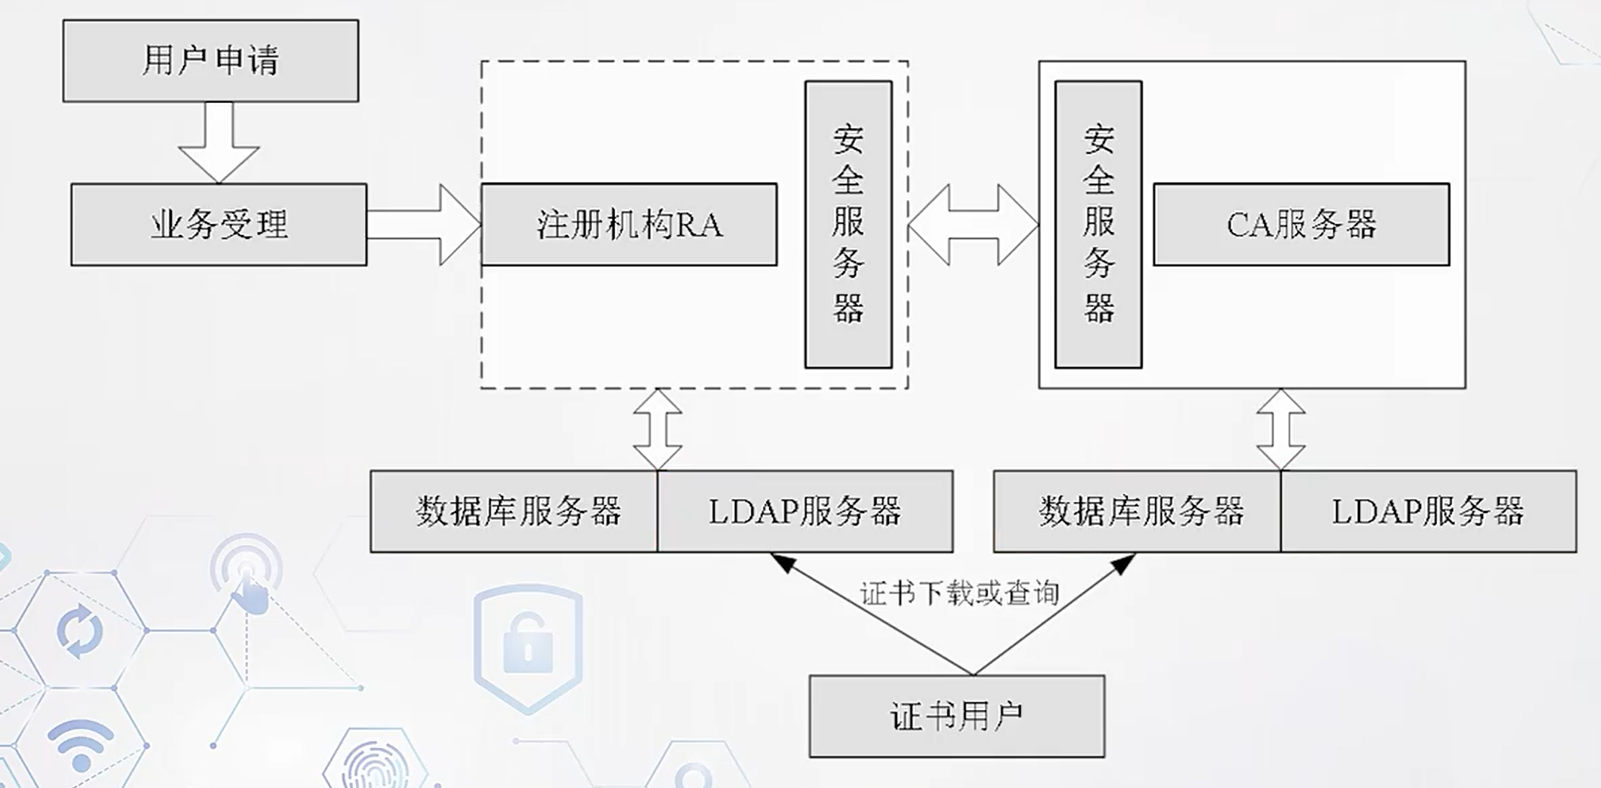 用户申请
业务受理
注册机构RA
安全服务器
安全服务器
CA服务器
数据库服务器
LDAP服务器
数据库服务器
LDAP服务器
证书下载或查询
证书用户